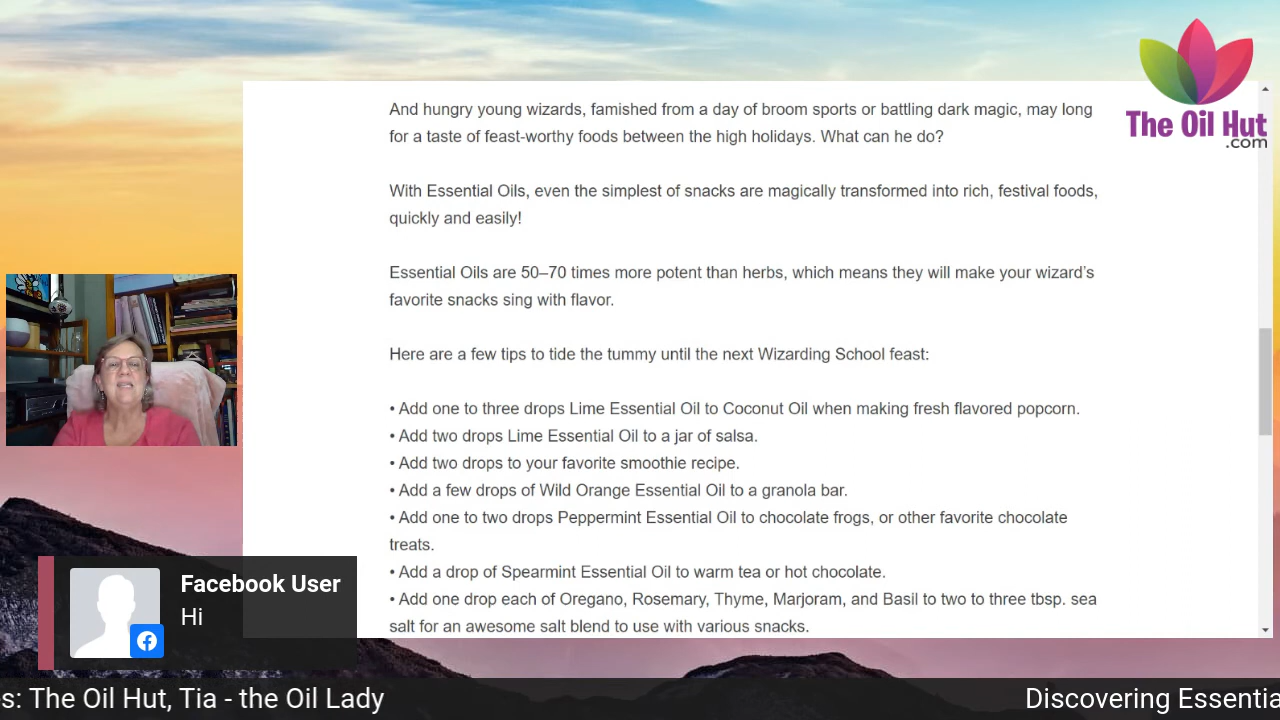 And hungry young wizards, famished from a day of broom sports or battling dark magic, may long
for a taste of feast-worthy foods between the high holidays. What can he do?
With Essential Oils, even the simplest of snacks are magically transformed into rich, festival foods,
quickly and easily!
Essential Oils are 50–70 times more potent than herbs, which means they will make your wizard's
favorite snacks sing with flavor.
Here are a few tips to tide the tummy until the next Wizarding School feast:
• Add one to three drops Lime Essential Oil to Coconut Oil when making fresh flavored popcorn.
• Add two drops Lime Essential Oil to a jar of salsa.
• Add two drops to your favorite smoothie recipe.
• Add a few drops of Wild Orange Essential Oil to a granola bar.
• Add one to two drops Peppermint Essential Oil to chocolate frogs, or other favorite chocolate
treats.
• Add a drop of Spearmint Essential Oil to warm tea or hot chocolate.
• Add one drop each of Oregano, Rosemary, Thyme, Marjoram, and Basil to two to three tbsp. sea
salt for an awesome salt blend to use with various snacks.
The Oil Hut
.com
Facebook User
Hi
s: The Oil Hut, Tia - the Oil Lady
Discovering Essentia